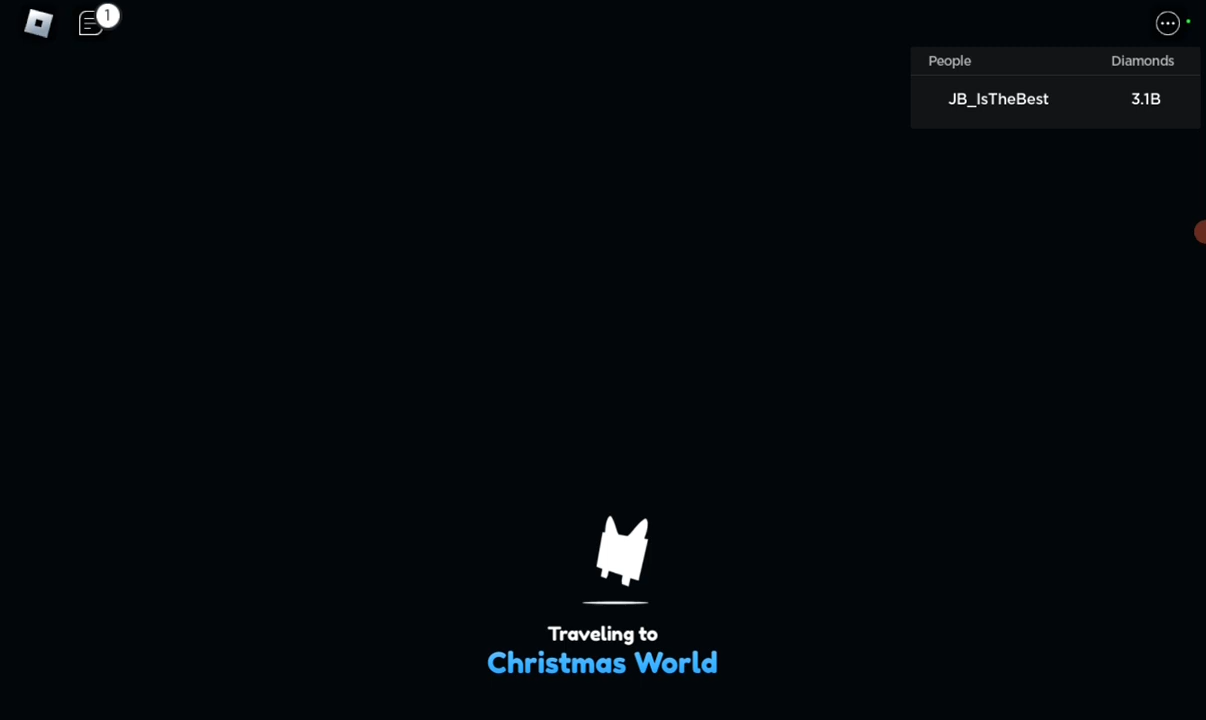 1
People Diamonds
JB_IsTheBest 3.1B
Traveling to
Christmas World